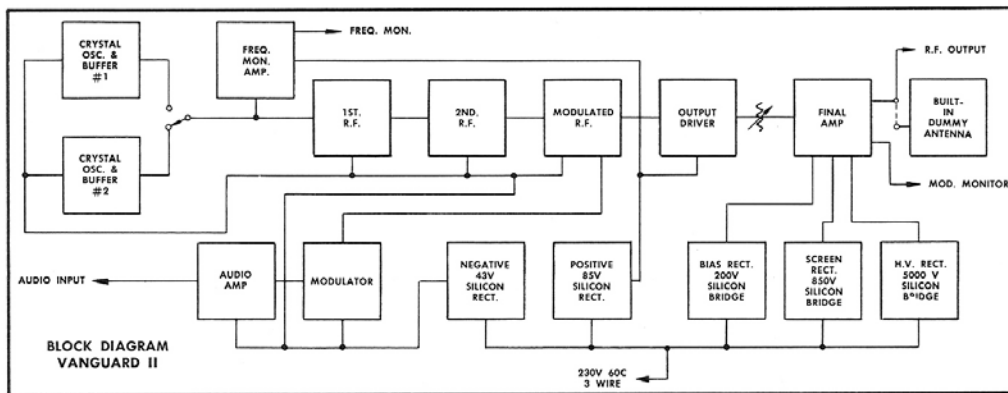 CRYSTAL
OSC. &
BUFFER
#1
FREQ.
MON.
AMP.
FREQ. MON.
1ST.
R.F.
2ND.
R.F.
MODULATED
R.F.
OUTPUT
DRIVER
FINAL
AMP
R.F. OUTPUT
BUILT-
IN
DUMMY
ANTENNA
CRYSTAL
OSC. &
BUFFER
#2
MOD. MONITOR
AUDIO INPUT
AUDIO
AMP
MODULATOR
NEGATIVE
43V
SILICON
RECT.
POSITIVE
85V
SILICON
RECT.
BIAS RECT.
200V
SILICON
BRIDGE
SCREEN
RECT.
850V
SILICON
BRIDGE
H.V. RECT.
5000 V
SILICON
BRIDGE
BLOCK DIAGRAM
VANGUARD II
230V 60C
3 WIRE